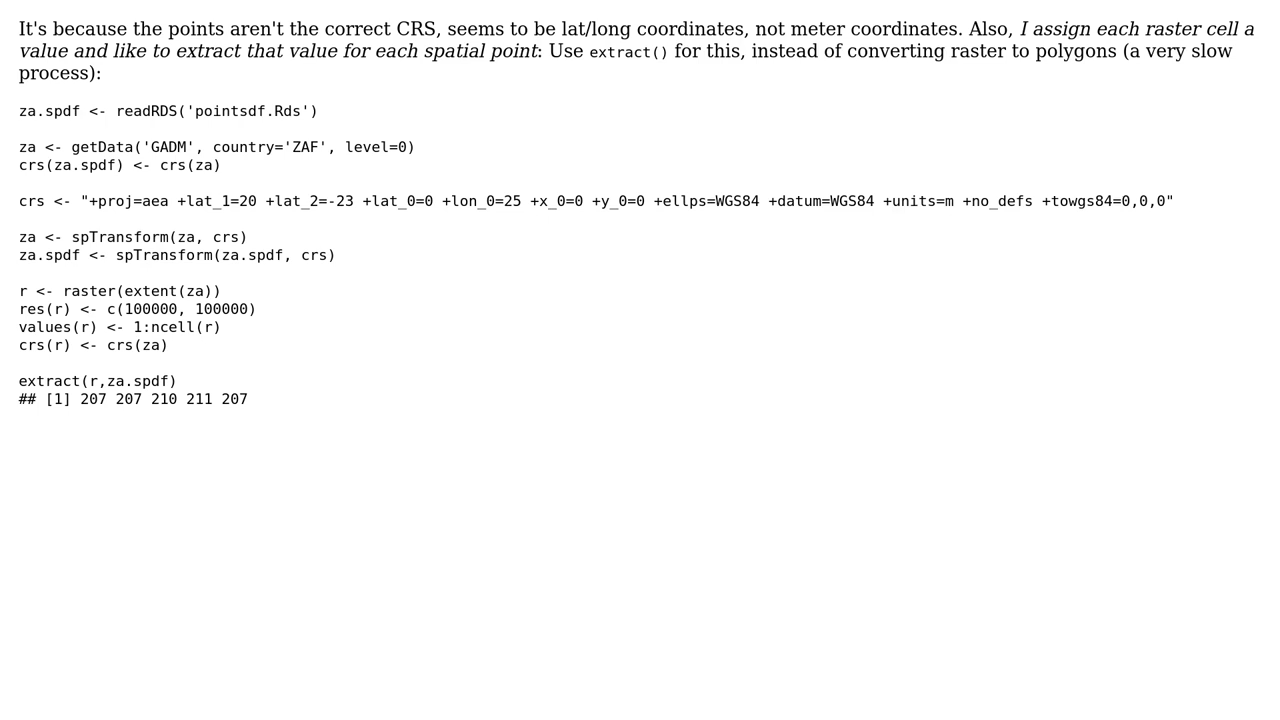 It's because the points aren't the correct CRS, seems to be lat/long coordinates, not meter coordinates. Also, I assign each raster cell a
value and like to extract that value for each spatial point: Use extract() for this, instead of converting raster to polygons (a very slow
process):
za.spdf <- readRDS('pointsdf.Rds')
za <- getData('GADM', country='ZAF', level=0)
crs(za.spdf) <- crs(za)
crs <- "+proj=aea +lat_1=20 +lat_2=-23 +lat_0=0 +lon_0=25 +x_0=0 +y_0=0 +ellps=WGS84 +datum=WGS84 +units=m +no_defs +towgs84=0,0,0"
za <- spTransform(za, crs)
za.spdf <- spTransform(za.spdf, crs)
r <- raster(extent(za))
res(r) <- c(100000, 100000)
values(r) <- 1:ncell(r)
crs(r) <- crs(za)
extract(r,za.spdf)
## [1] 207 207 210 211 207